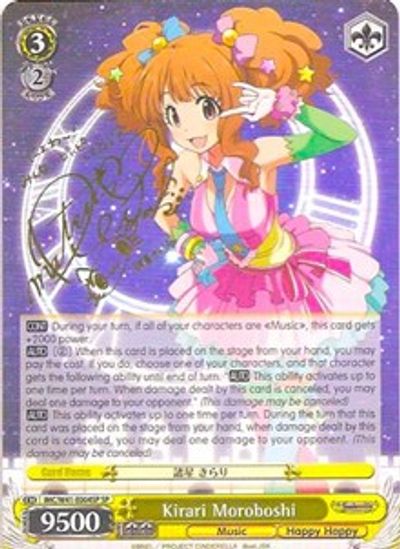 3
2
CONT During your turn, if all of your characters are «Music», this card gets
+2000 power.
AUTO [②] When this card is placed on the stage from your hand, you may
pay the cost. If you do, choose one of your characters, and that character
gets the following ability until end of turn. "AUTO This ability activates up to
one time per turn. When damage dealt by this card is canceled, you may
deal one damage to your opponent." (This damage may be canceled)
AUTO This ability activates up to one time per turn. During the turn that this card
was placed on the stage from your hand, when damage dealt by
this card is canceled, you may deal one damage to your opponent. (This
damage may be canceled)
Card Name
諸星 きらり
9500
Kirari Moroboshi
Music
Happy Happy